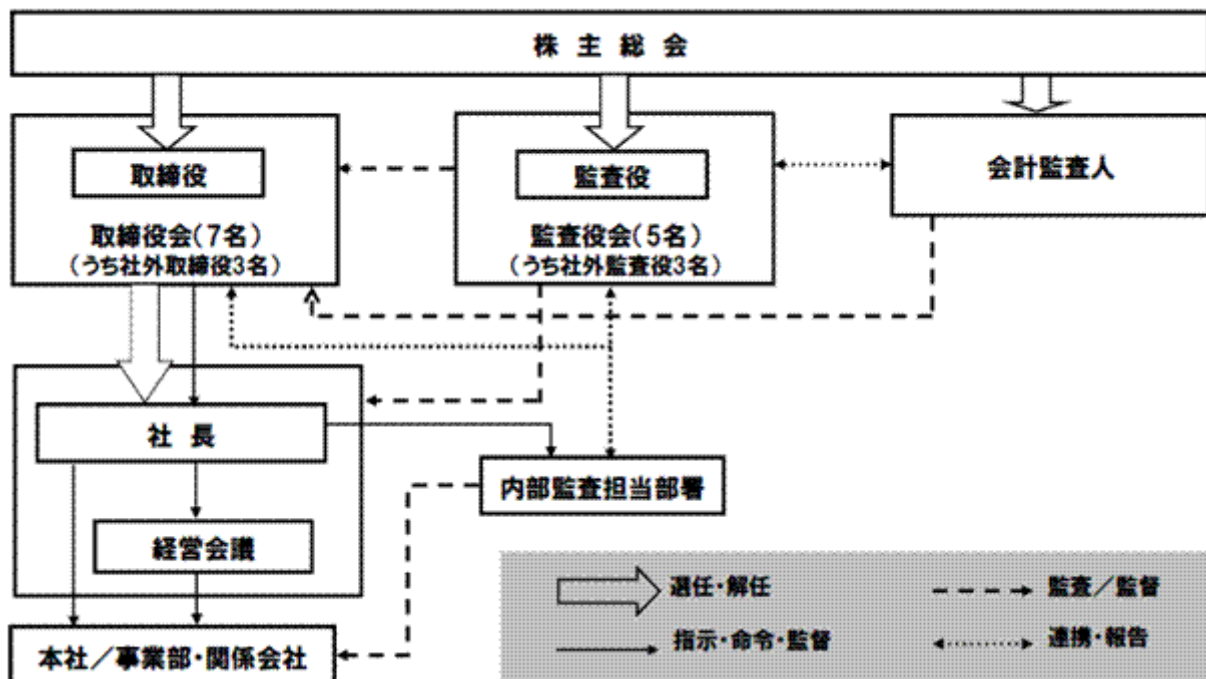 株 主 総 会
取締役
取締役会(7名)
(うち社外取締役3名)
監査役
監査役会(5名)
(うち社外監査役3名)
会計監査人
社 長
経営会議
内部監査担当部署
本社/事業部・関係会社
選任・解任
監査/監督
指示・命令・監督
連携・報告